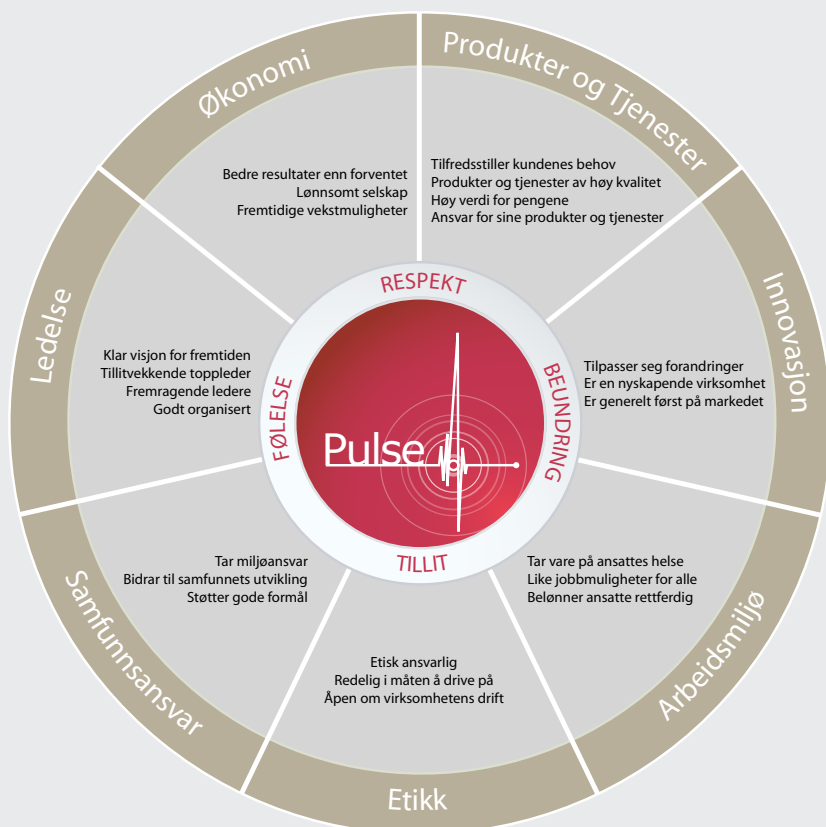 Økonomi
Bedre resultater enn forventet
Lønnsomt selskap
Fremtidige vekstmuligheter
Produkter og Tjenester
Tilfredsstiller kundenes behov
Produkter og tjenester av høy kvalitet
Høy verdi for pengene
Ansvar for sine produkter og tjenester
Innovasjon
Tilpasser seg forandringer
Er en nyskapende virksomhet
Er generelt først på markedet
Arbeidsmiljø
Tar vare på ansattes helse
Like jobbmuligheter for alle
Belønner ansatte rettferdig
Etikk
Etisk ansvarlig
Redelig i måten å drive på
Åpen om virksomhetens drift
Samfunnsansvar
Tar miljøansvar
Bidrar til samfunnets utvikling
Støtter gode formål
Ledelse
Klar visjon for fremtiden
Tillitvekkende toppleder
Fremragende ledere
Godt organisert
RESPEKT
BEUNDRING
TILLIT
FØLELSE
Pulse